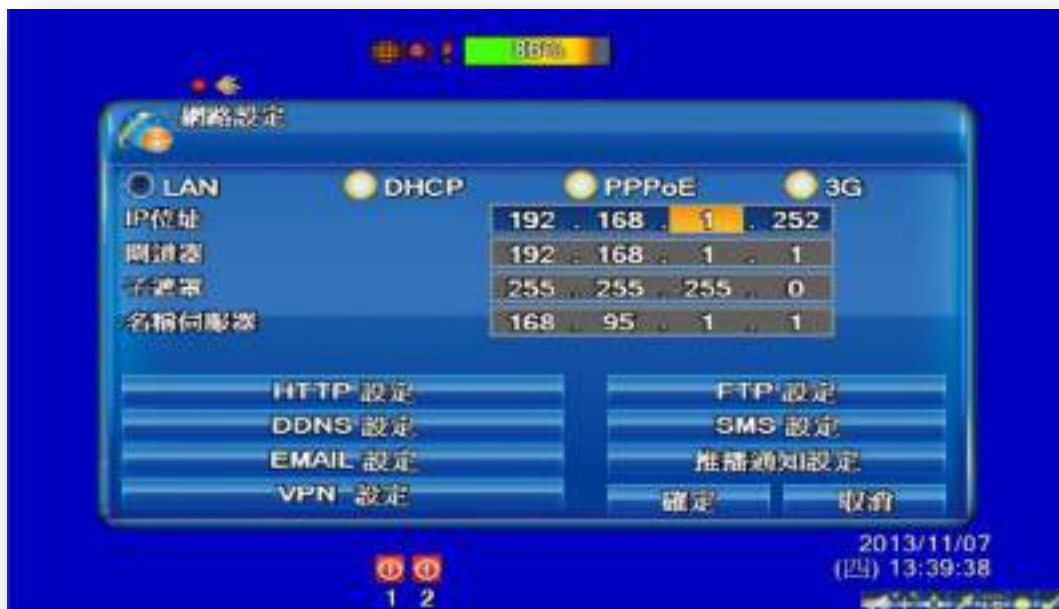 86%
網路設定
LAN DHCP PPPoE 3G
IP位址 192 . 168 . 1 . 252
閘道器 192 . 168 . 1 . 1
子遮罩 255 . 255 . 255 . 0
名稱伺服器 168 . 95 . 1 . 1
HTTP 設定 FTP 設定
DDNS 設定 SMS 設定
EMAIL 設定 推播通知設定
VPN 設定 確定 取消
2013/11/07
(四) 13:39:38
1 2